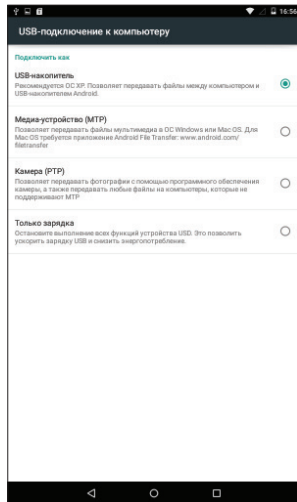 16:56
USB-подключение к компьютеру
Подключить как
USB-накопитель
Рекомендуется ОС XP. Позволяет передавать файлы между компьютером и
USB-накопителем Android.
Медиа-устройство (MTP)
Позволяет передавать файлы мультимедиа в ОС Windows или Mac OS. Для
Mac OS требуется приложение Android File Transfer: www.android.com/
filetransfer
Камера (PTP)
Позволяет передавать фотографии с помощью программного обеспечения
камеры, а также передавать любые файлы на компьютеры, которые не
поддерживают MTP
Только зарядка
Остановите выполнение всех функций устройства USD. Это позволить
ускорить зарядку USB и снизить энергопотребление.